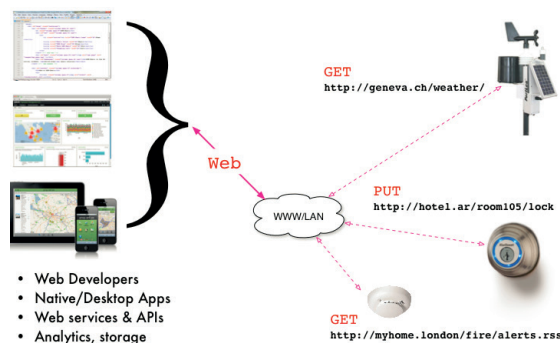 GET
http://geneva.ch/weather/
Web
PUT
http://hotel.ar/room105/lock
WWW/LAN
• Web Developers
• Native/Desktop Apps
• Web services & APIs
• Analytics, storage
GET
http://myhome.london/fire/alerts.rss